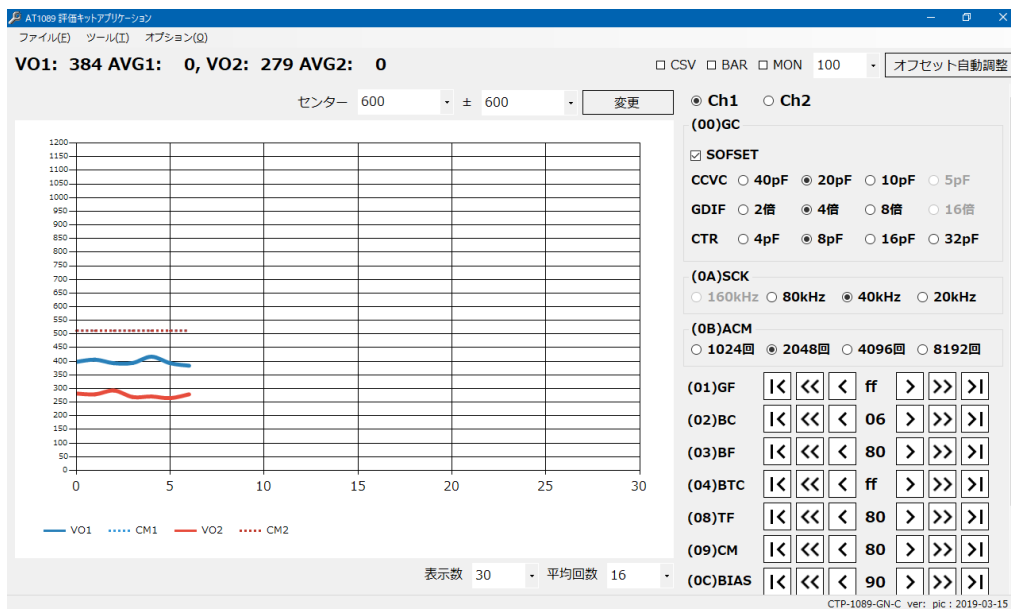 AT1089 評価キットアプリケーション
ファイル(F) ツール(T) オプション(O)
VO1: 384 AVG1: 0, VO2: 279 AVG2: 0
CSV BAR MON 100 オフセット自動調整
センター 600 ± 600 変更
Ch1 Ch2
(00)GC
SOFSET
CCVC 40pF 20pF 10pF 5pF
GDIF 2倍 4倍 8倍 16倍
CTR 4pF 8pF 16pF 32pF
(0A)SCK
160kHz 80kHz 40kHz 20kHz
(0B)ACM
1024回 2048回 4096回 8192回
(01)GF ff
(02)BC 06
(03)BF 80
(04)BTC ff
(08)TF 80
(09)CM 80
(0C)BIAS 90
1200
1150
1100
1050
1000
950
900
850
800
750
700
650
600
550
500
450
400
350
300
250
200
150
100
50
0
0 5 10 15 20 25 30
VO1 CM1 VO2 CM2
表示数 30 平均回数 16
CTP-1089-GN-C ver: pic : 2019-03-15